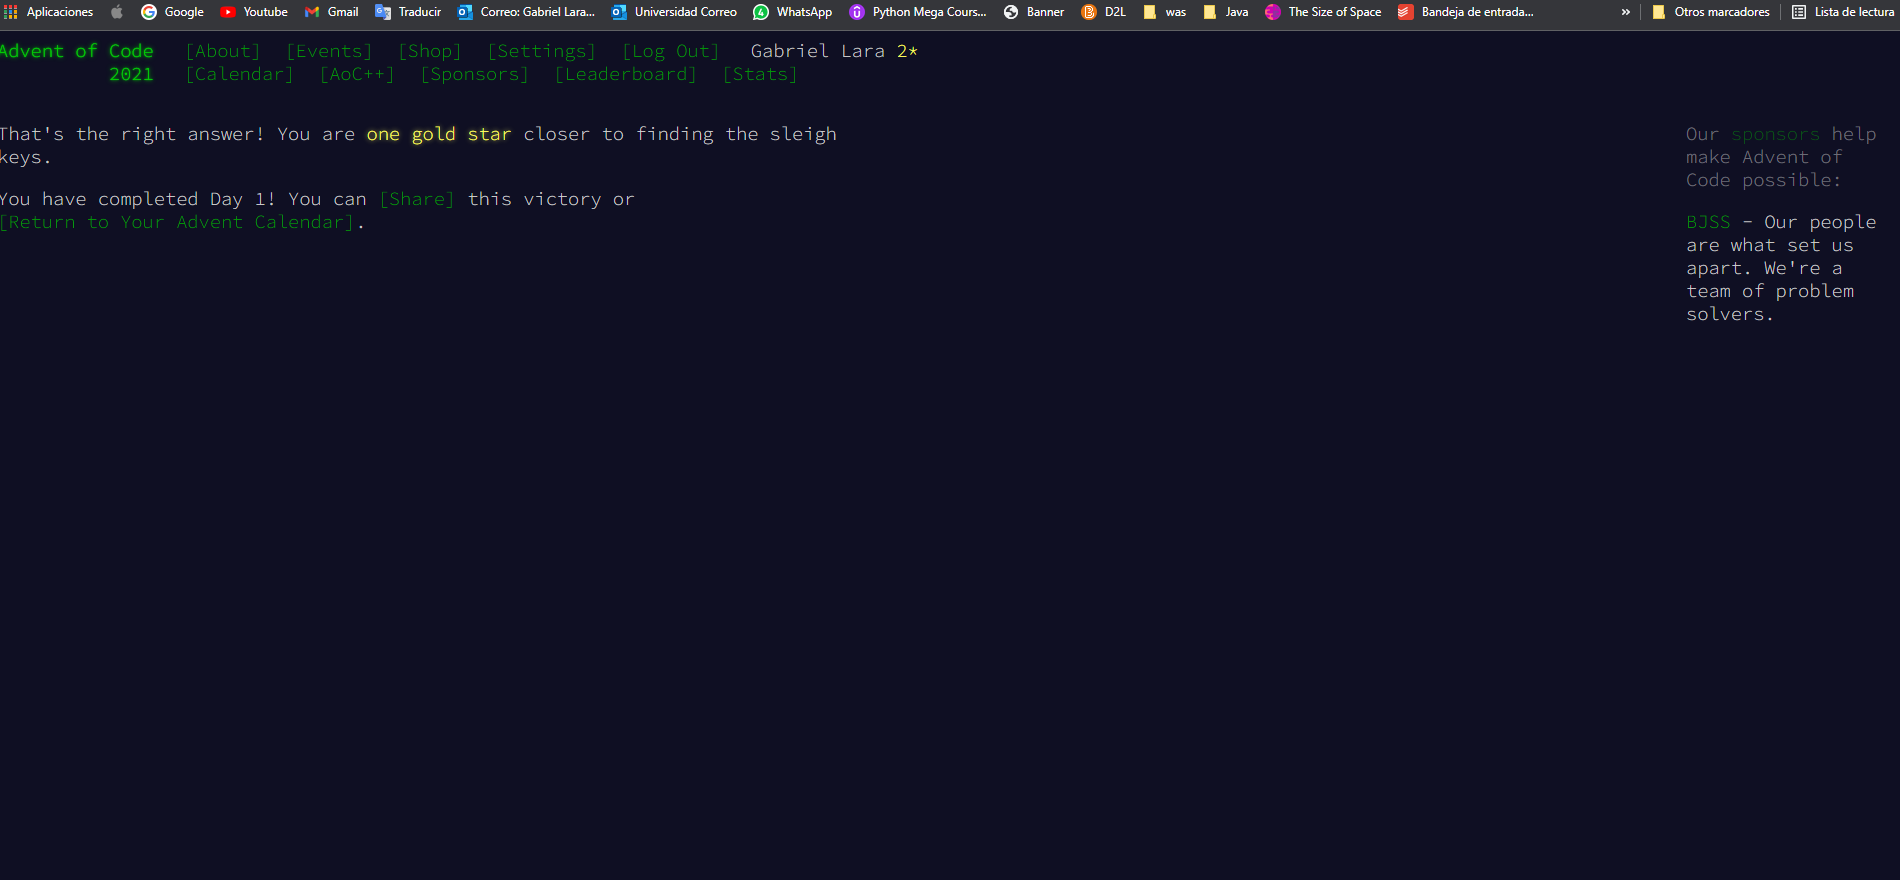 Aplicaciones Google Youtube Gmail Traducir Correo: Gabriel Lara... Universidad Correo WhatsApp Python Mega Cours... Banner D2L was Java The Size of Space Bandeja de entrada... » Otros marcadores Lista de lectura
Advent of Code [About] [Events] [Shop] [Settings] [Log Out] Gabriel Lara 2*
2021 [Calendar] [AoC++] [Sponsors] [Leaderboard] [Stats]
That's the right answer! You are one gold star closer to finding the sleigh
keys.
You have completed Day 1! You can [Share] this victory or
[Return to Your Advent Calendar].
Our sponsors help
make Advent of
Code possible:
BJSS - Our people
are what set us
apart. We're a
team of problem
solvers.